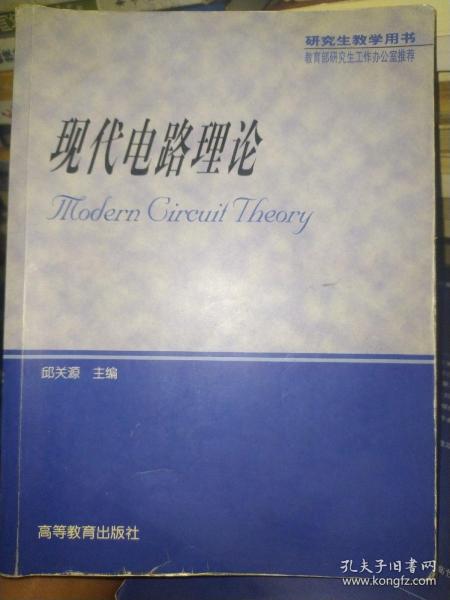 研究生教学用书
教育部研究生工作办公室推荐
现代电路理论
Modern Circuit Theory
邱关源 主编
高等教育出版社
孔夫子旧书网
www.kongfz.com